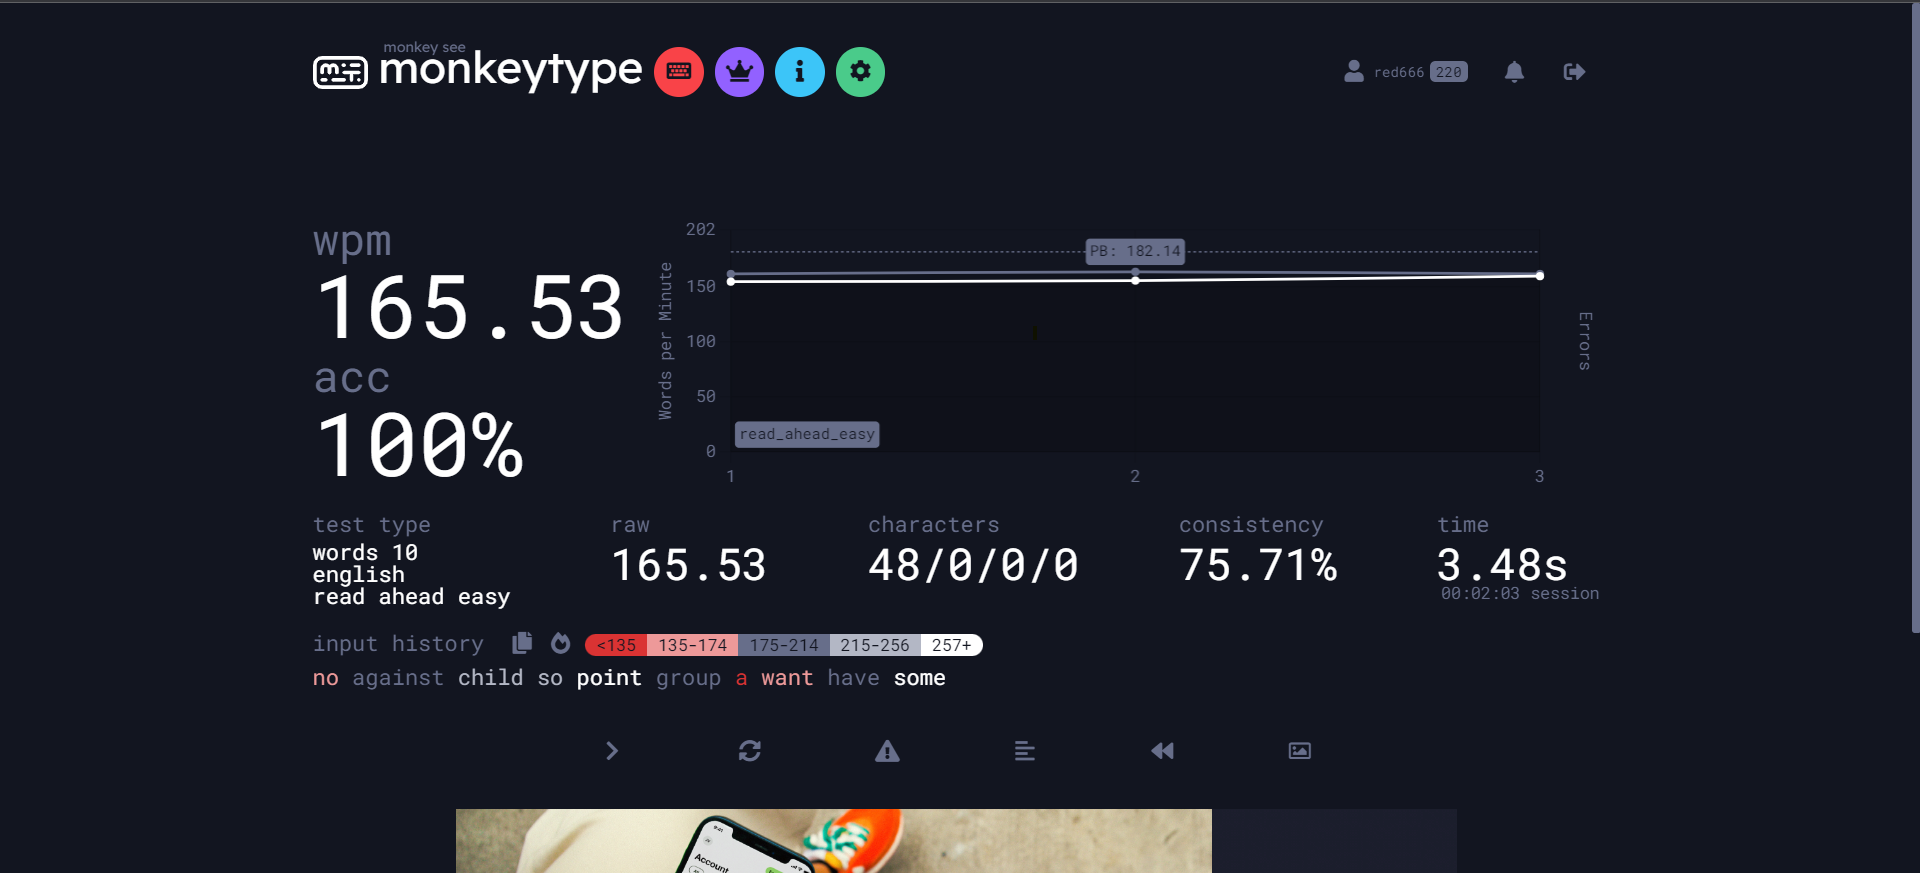 monkey see
monkeytype
red666 220
wpm
165.53
acc
100%
202
150
100
50
0
Words per Minute
PB: 182.14
read_ahead_easy
1 2 3
Errors
test type
words 10
english
read ahead easy
raw
165.53
characters
48/0/0/0
consistency
75.71%
time
3.48s
00:02:03 session
input history <135 135-174 175-214 215-256 257+
no against child so point group a want have some
Account